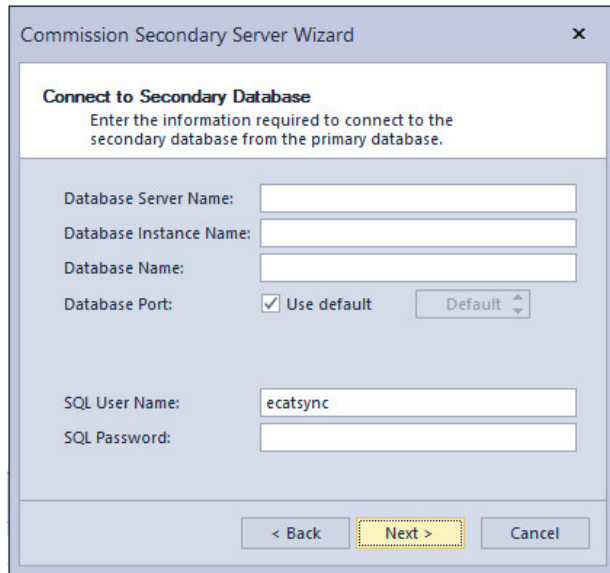 Commission Secondary Server Wizard
Connect to Secondary Database
Enter the information required to connect to the
secondary database from the primary database.
Database Server Name:
Database Instance Name:
Database Name:
Database Port: Use default Default
SQL User Name: ecatsync
SQL Password:
< Back Next > Cancel